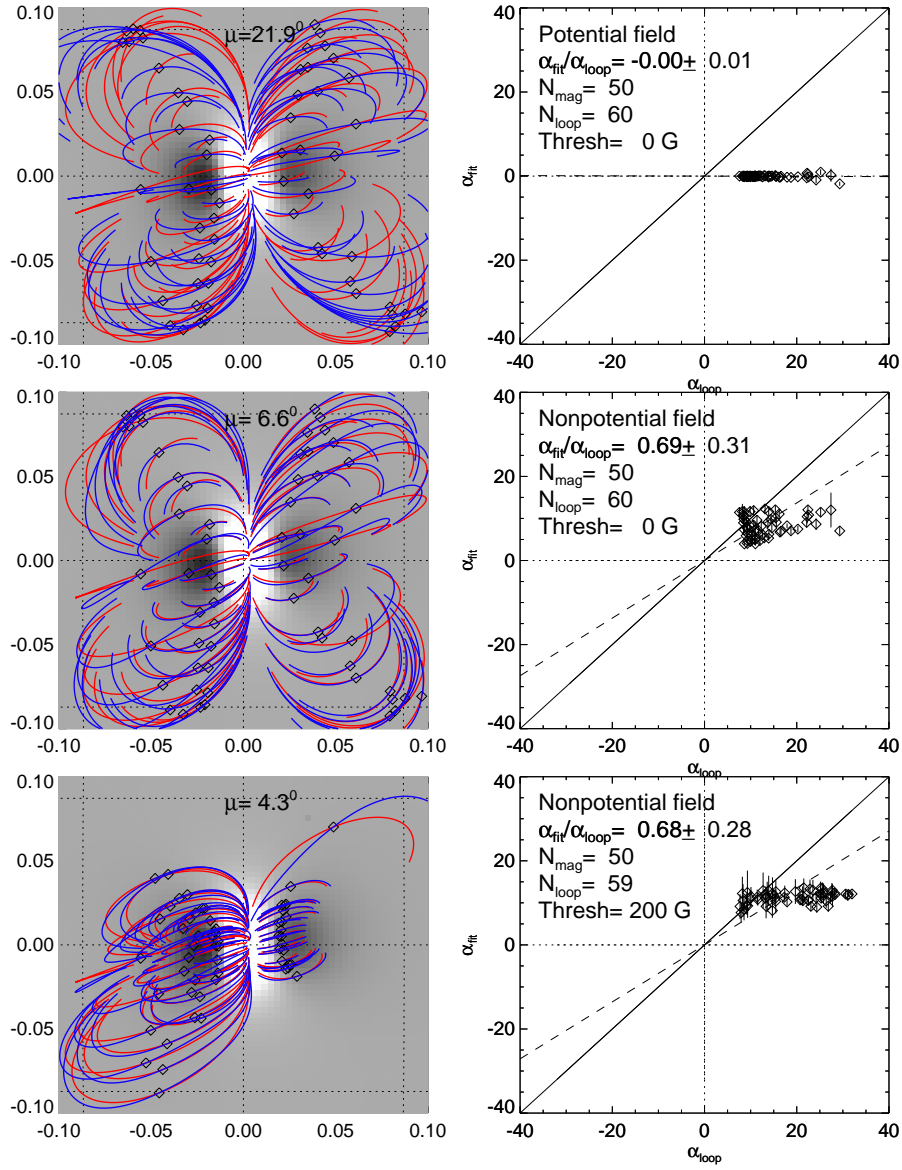 0.10
0.05
0.00
-0.05
-0.10
-0.10
-0.05
0.00
0.05
0.10
μ=21.9⁰
40
20
0
-20
-40
-40
-20
0
20
40
α_fit
α_loop
Potential field
α_fit/α_loop= -0.00± 0.01
N_mag= 50
N_loop= 60
Thresh= 0 G
0.10
0.05
0.00
-0.05
-0.10
-0.10
-0.05
0.00
0.05
0.10
μ= 6.6⁰
40
20
0
-20
-40
-40
-20
0
20
40
α_fit
α_loop
Nonpotential field
α_fit/α_loop= 0.69± 0.31
N_mag= 50
N_loop= 60
Thresh= 0 G
0.10
0.05
0.00
-0.05
-0.10
-0.10
-0.05
0.00
0.05
0.10
μ= 4.3⁰
40
20
0
-20
-40
-40
-20
0
20
40
α_fit
α_loop
Nonpotential field
α_fit/α_loop= 0.68± 0.28
N_mag= 50
N_loop= 59
Thresh= 200 G